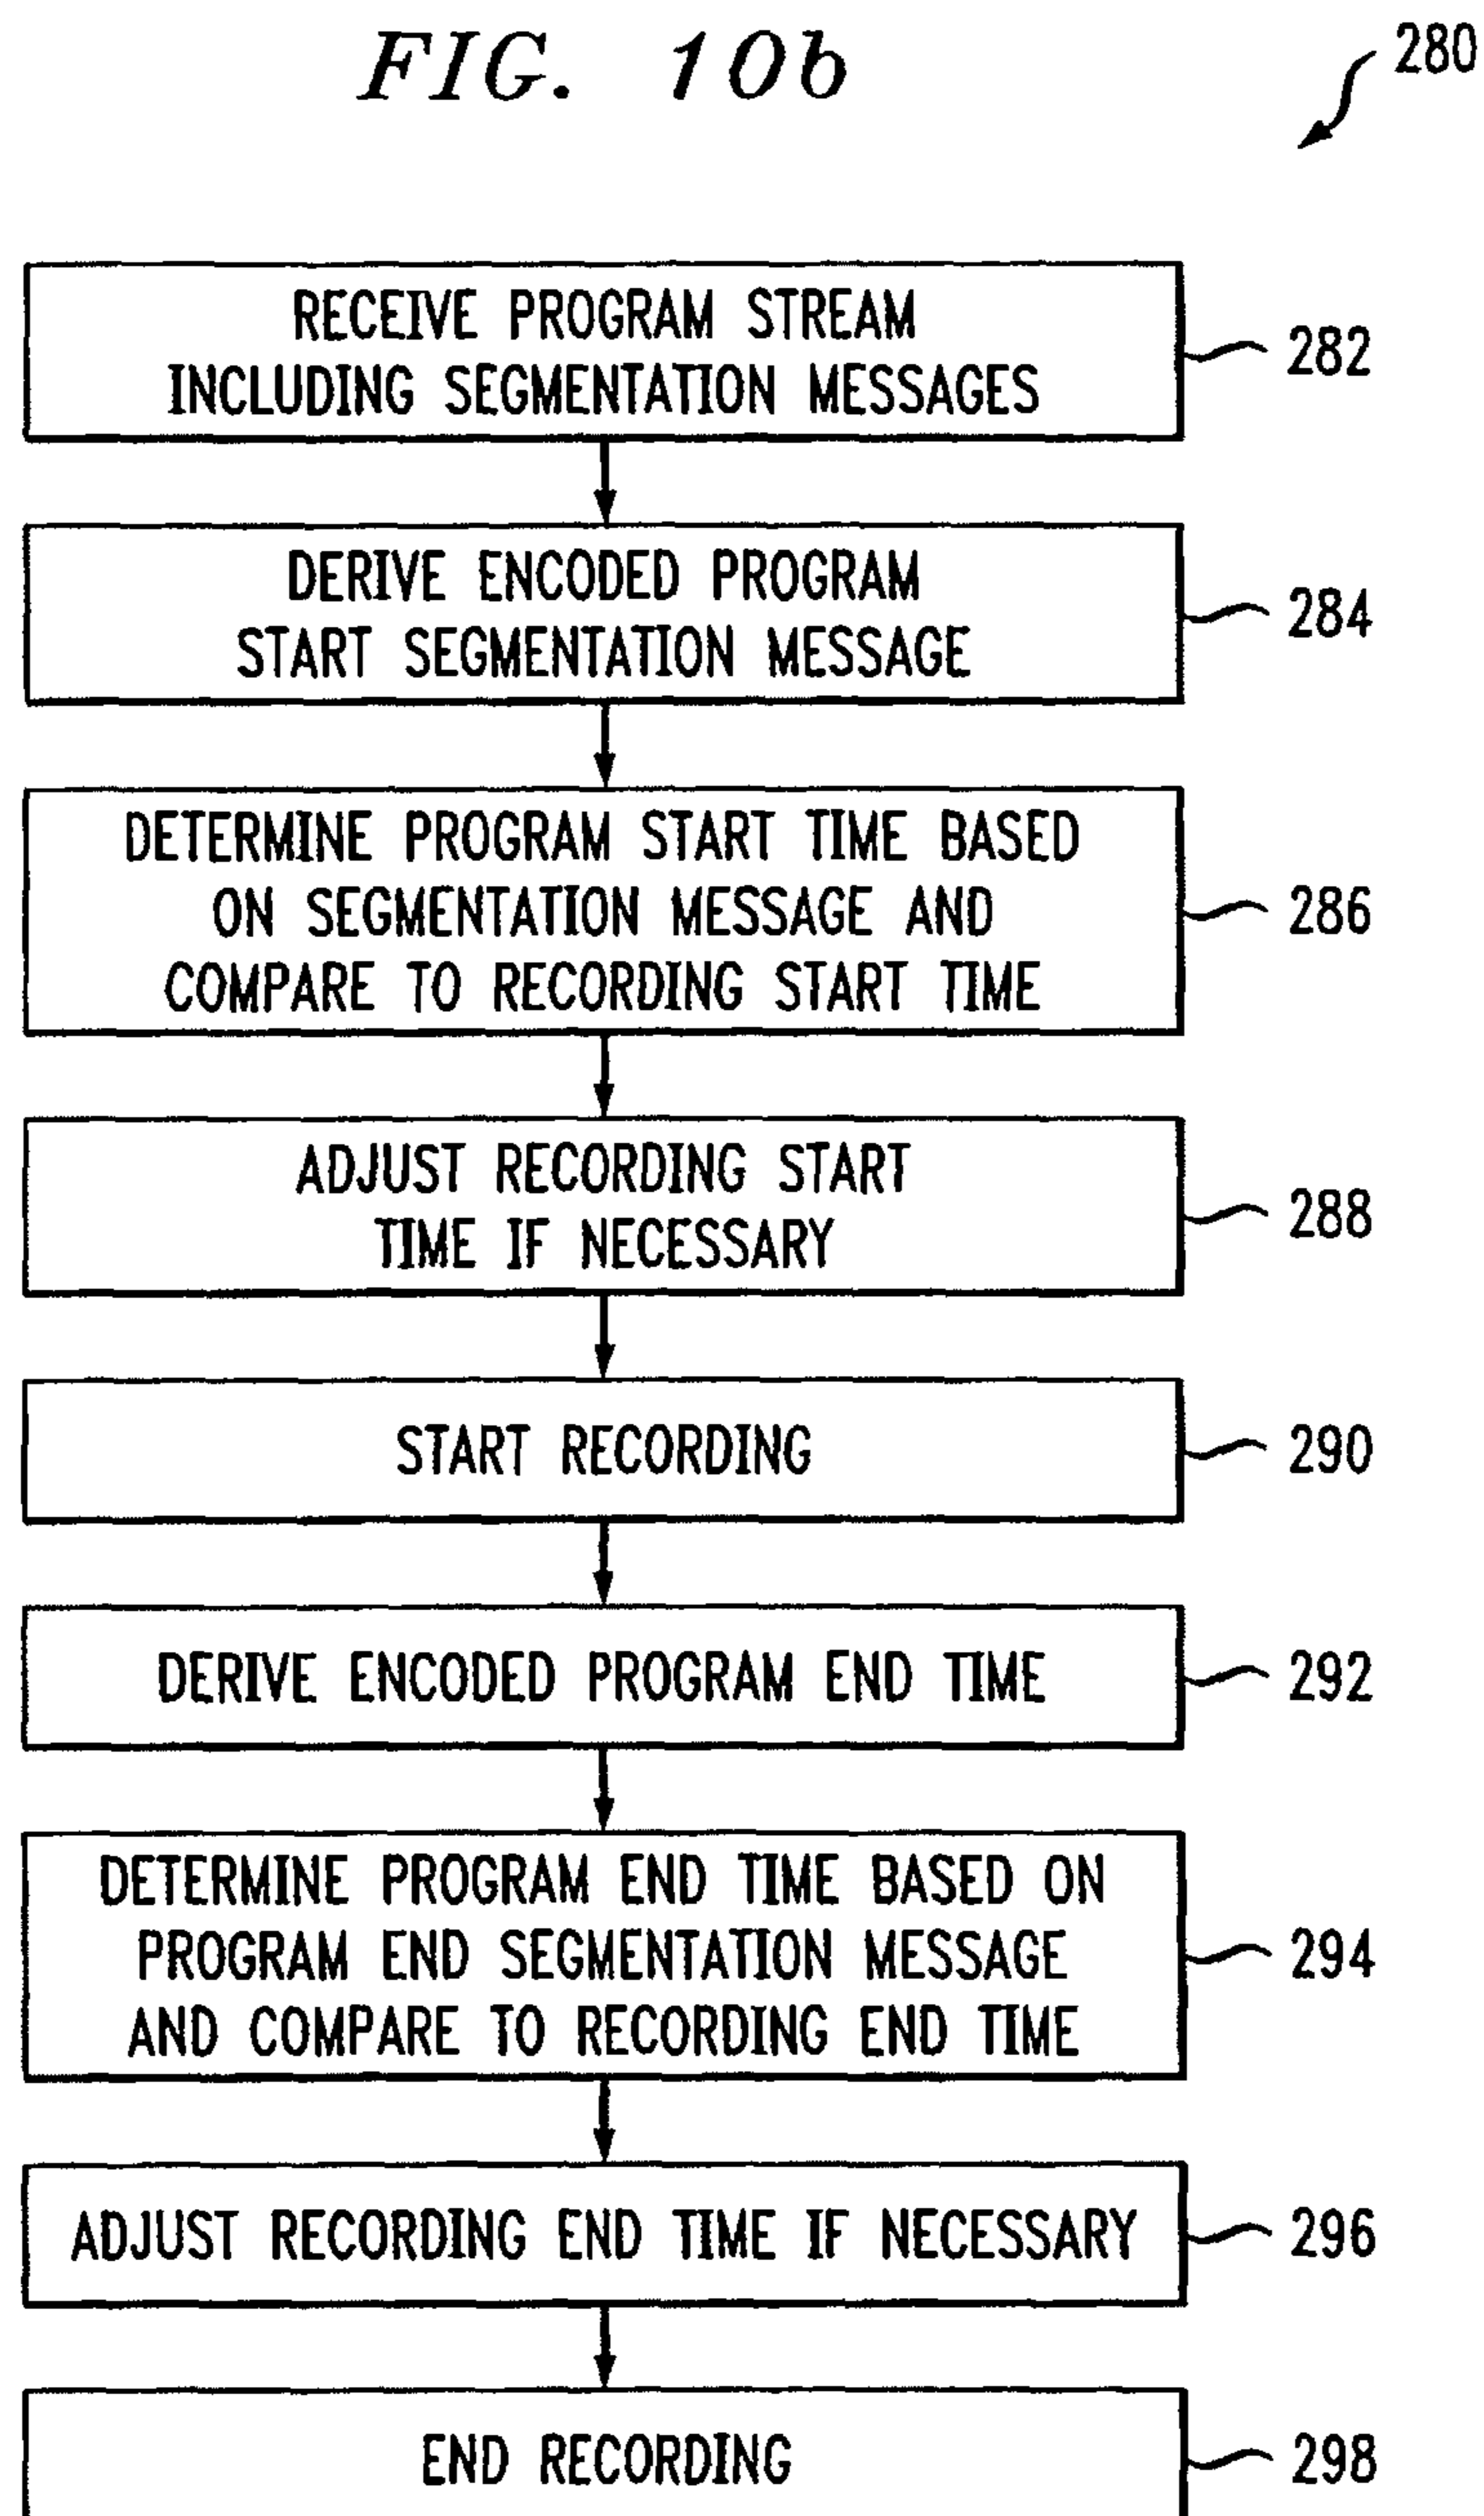 FIG. 10b
280
RECEIVE PROGRAM STREAM
INCLUDING SEGMENTATION MESSAGES
282
DERIVE ENCODED PROGRAM
START SEGMENTATION MESSAGE
284
DETERMINE PROGRAM START TIME BASED
ON SEGMENTATION MESSAGE AND
COMPARE TO RECORDING START TIME
286
ADJUST RECORDING START
TIME IF NECESSARY
288
START RECORDING
290
DERIVE ENCODED PROGRAM END TIME
292
DETERMINE PROGRAM END TIME BASED ON
PROGRAM END SEGMENTATION MESSAGE
AND COMPARE TO RECORDING END TIME
294
ADJUST RECORDING END TIME IF NECESSARY
296
END RECORDING
298